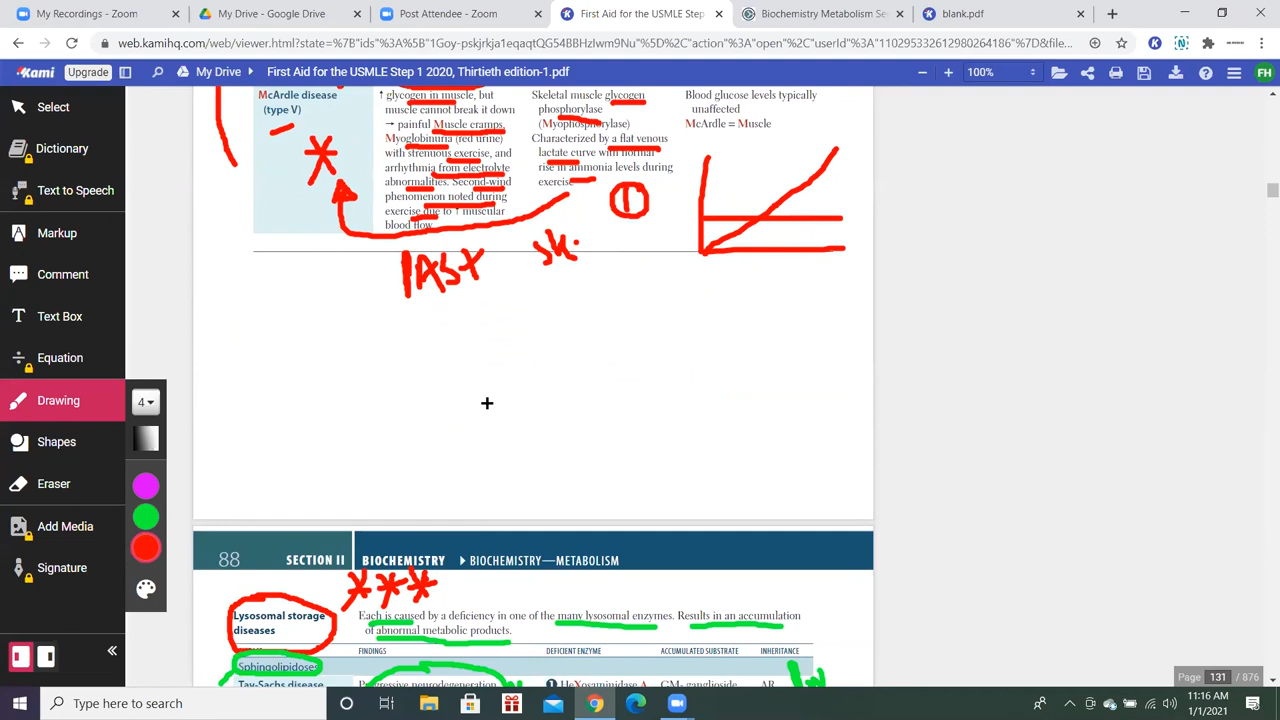 My Recordings - Zoom
My Drive - Google Drive
Post Attendee - Zoom
First Aid for the USMLE Step
Biochemistry Metabolism Se
blank.pdf
web.kamihq.com/web/viewer.html?state=%7B"ids"%3A%5B"1Goy-pskjrkja1eqaqtQG54BBHzlwm9Nu"%5D%2C"action"%3A"open"%2C"userId"%3A"110295332612980264186"%7D&file...
FH
Kami
Upgrade
My Drive › First Aid for the USMLE Step 1 2020, Thirtieth edition-1.pdf
100%
FH
Select
Dictionary
Text to Speech
Markup
Comment
Text Box
Equation
Drawing
Shapes
Eraser
Add Media
Signature
4
McArdle disease
(type V)
↑ glycogen in muscle, but
muscle cannot break it down
→ painful Muscle cramps,
Myoglobinuria (red urine)
with strenuous exercise, and
arrhythmia from electrolyte
abnormalities. Second-wind
phenomenon noted during
exercise due to ↑ muscular
blood flow.
Skeletal muscle glycogen
phosphorylase
(Myophosphorylase)
Characterized by a flat venous
lactate curve with normal
rise in ammonia levels during
exercise
Blood glucose levels typically
unaffected
McArdle = Muscle
1
88 SECTION II BIOCHEMISTRY ▶ BIOCHEMISTRY—METABOLISM
Lysosomal storage
diseases
Each is caused by a deficiency in one of the many lysosomal enzymes. Results in an accumulation
of abnormal metabolic products.
FINDINGS DEFICIENT ENZYME ACCUMULATED SUBSTRATE INHERITANCE
Sphingolipidoses
Tay-Sachs disease Progressive neurodegeneration 1 HeXosaminidase A GM₂ ganglioside AR
Page 131 / 876
Type here to search
11:16 AM
1/1/2021